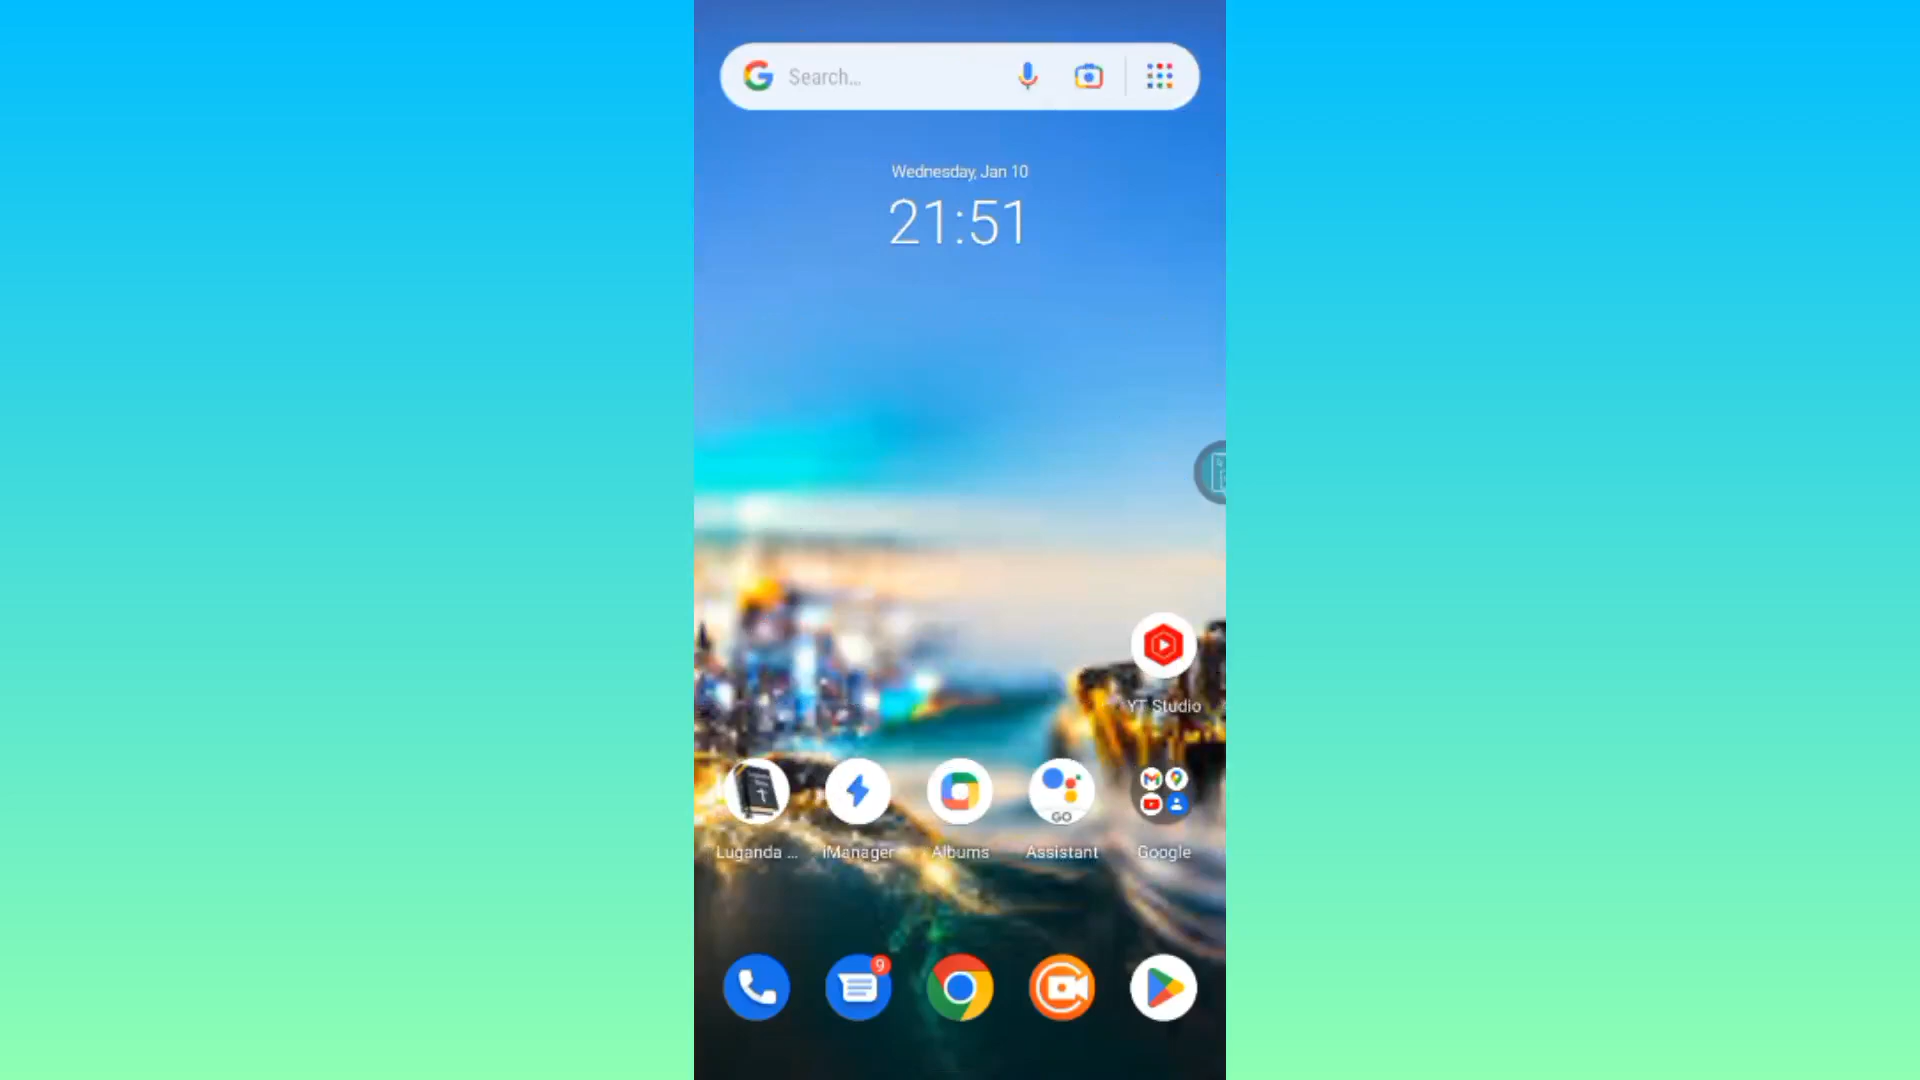 Search...
Wednesday, Jan 10
21:51
YT Studio
GO
Luganda ...
iManager
Albums
Assistant
Google
9